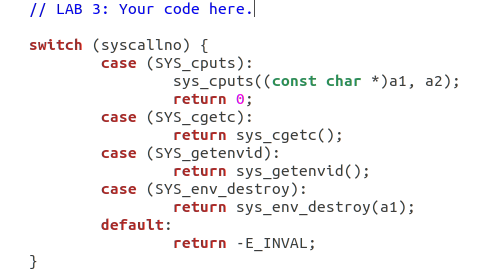 // LAB 3: Your code here.
switch (syscallno) {
case (SYS_cputs):
sys_cputs((const char *)a1, a2);
return 0;
case (SYS_cgetc):
return sys_cgetc();
case (SYS_getenvid):
return sys_getenvid();
case (SYS_env_destroy):
return sys_env_destroy(a1);
default:
return -E_INVAL;
}